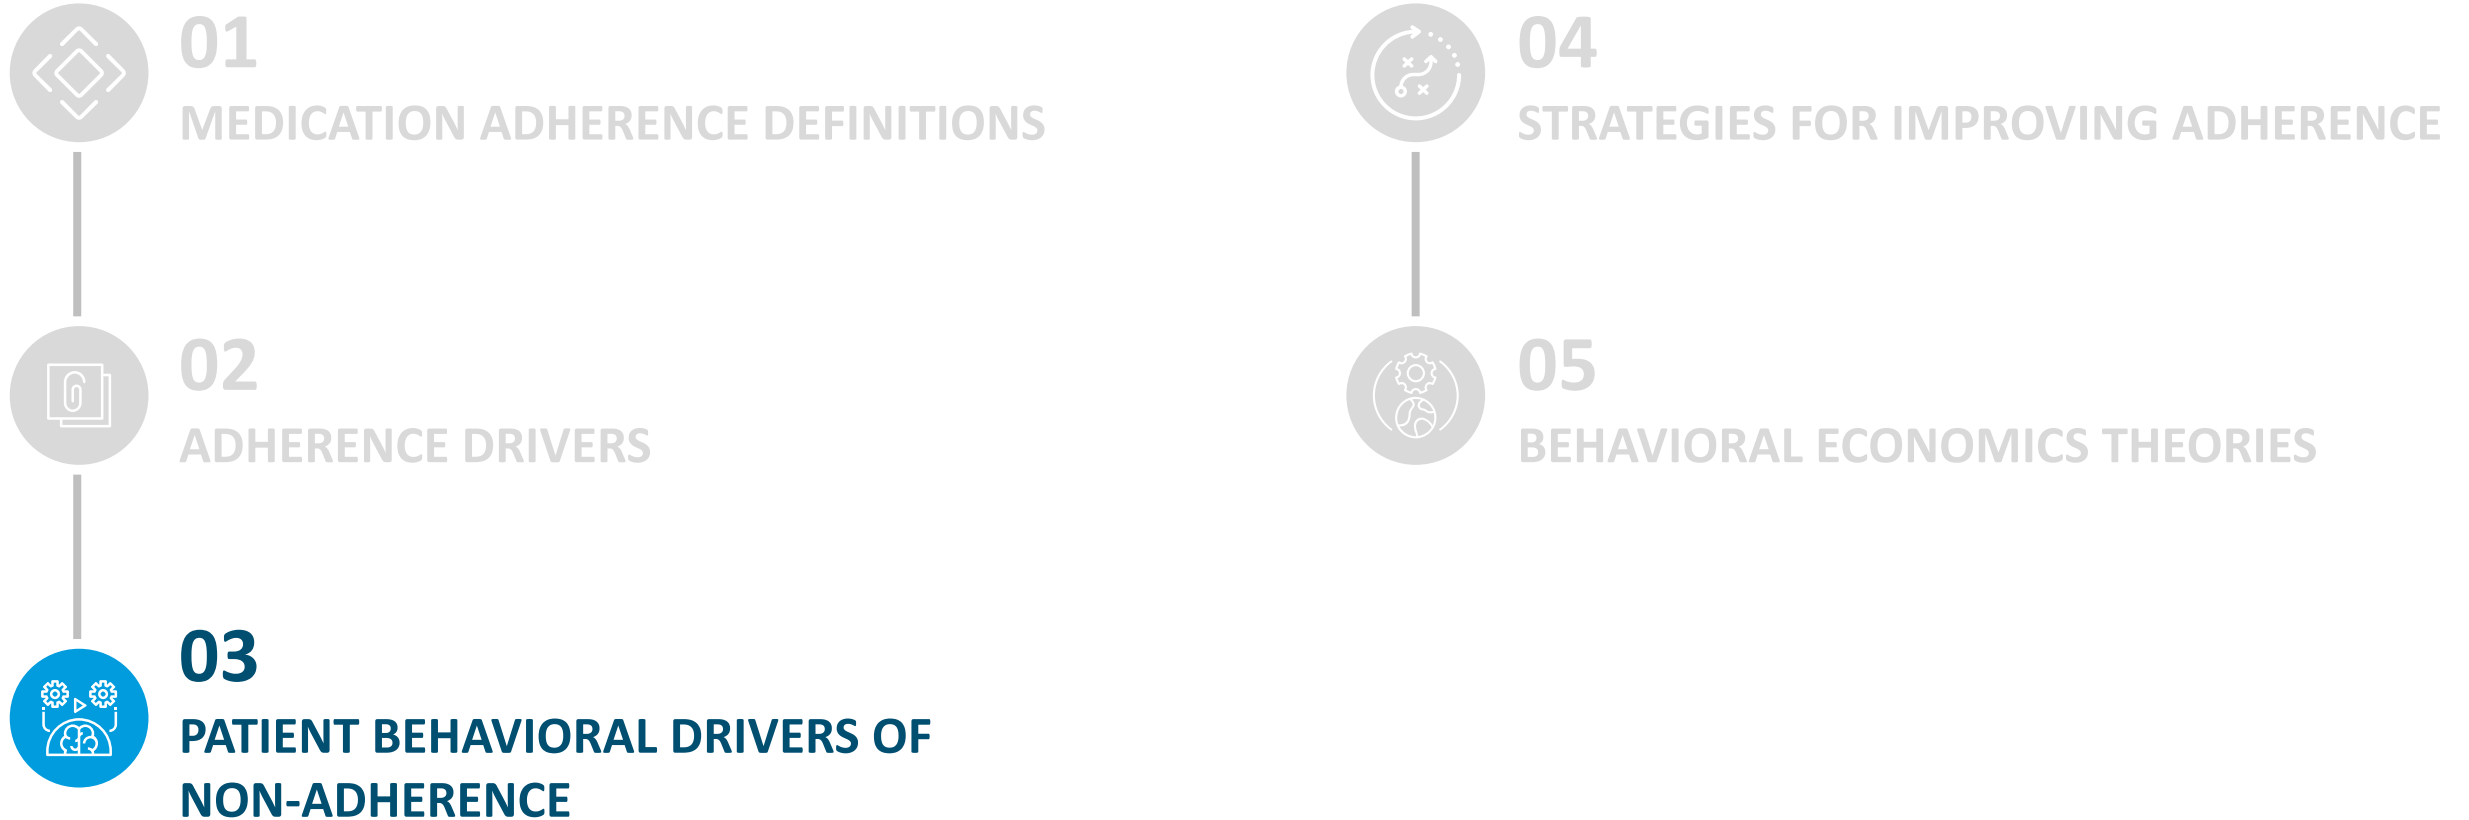 01
MEDICATION ADHERENCE DEFINITIONS
02
ADHERENCE DRIVERS
03
PATIENT BEHAVIORAL DRIVERS OF
NON-ADHERENCE
04
STRATEGIES FOR IMPROVING ADHERENCE
05
BEHAVIORAL ECONOMICS THEORIES